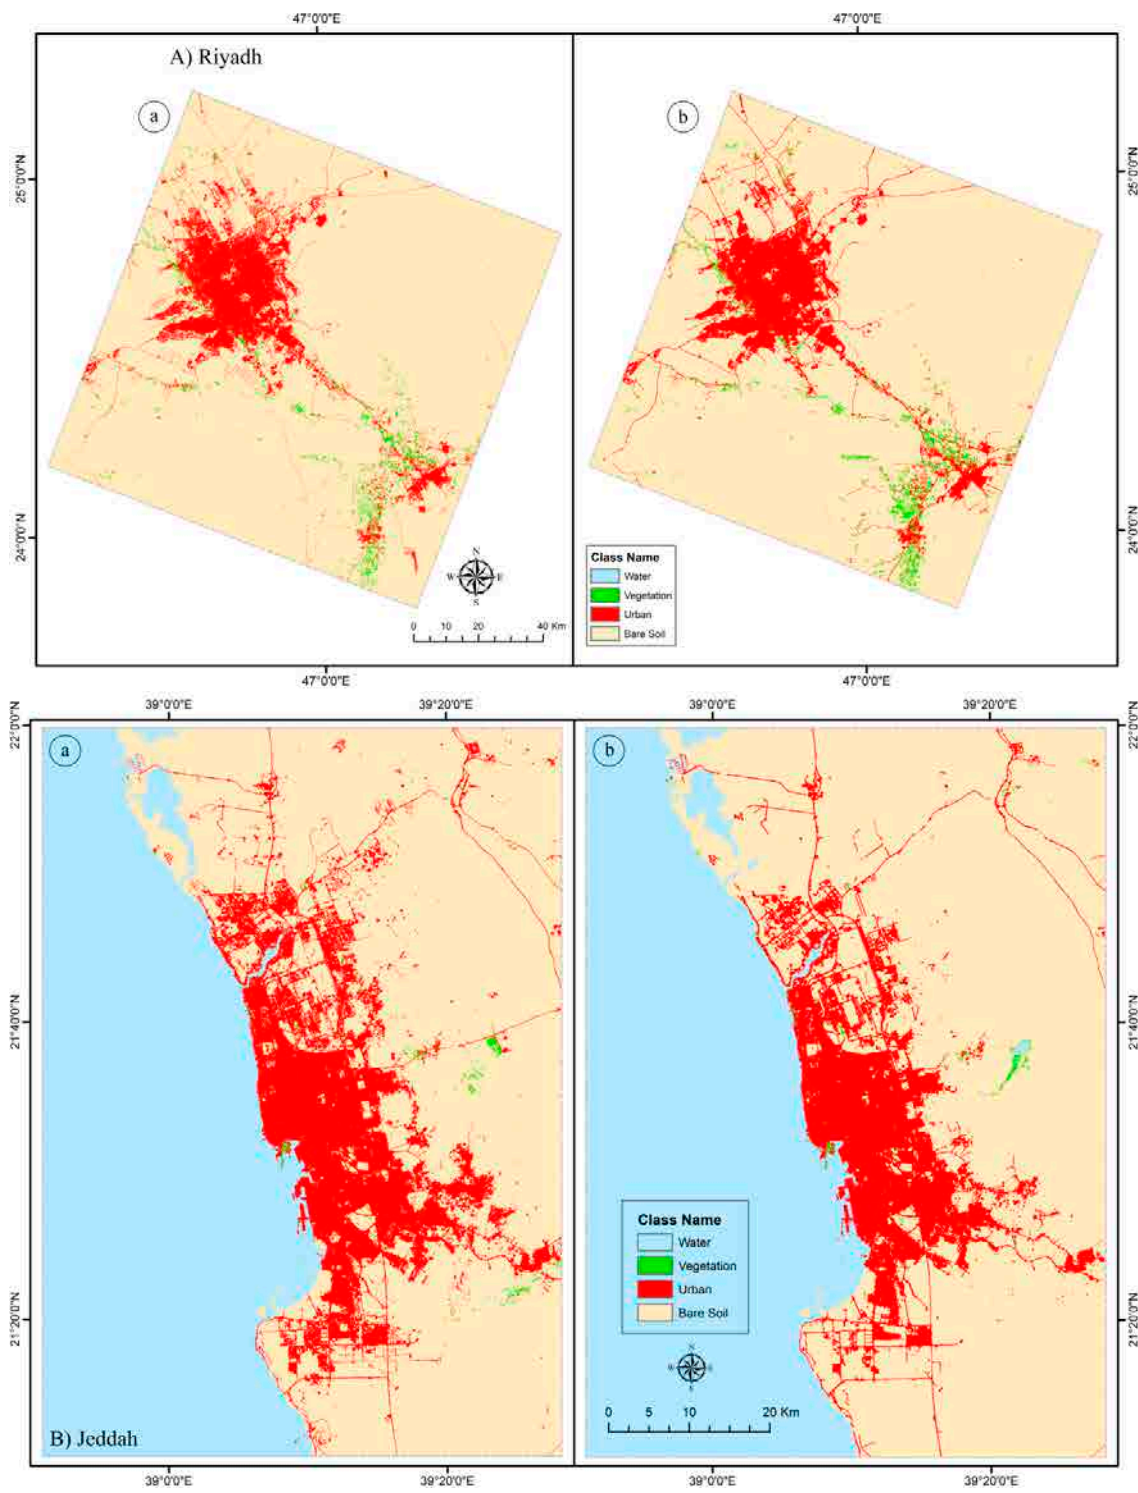 47°0'0"E 47°0'0"E
A) Riyadh
a b
25°0'0"N 25°0'0"N
24°0'0"N 24°0'0"N
N
W E
S
0 10 20 40 Km
Class Name
Water
Vegetation
Urban
Bare Soil
47°0'0"E 47°0'0"E
39°0'0"E 39°20'0"E 39°0'0"E 39°20'0"E
22°0'0"N 22°0'0"N
a b
21°40'0"N 21°40'0"N
Class Name
Water
Vegetation
Urban
Bare Soil
21°20'0"N 21°20'0"N
N
W E
S
0 5 10 20 Km
B) Jeddah
39°0'0"E 39°20'0"E 39°0'0"E 39°20'0"E